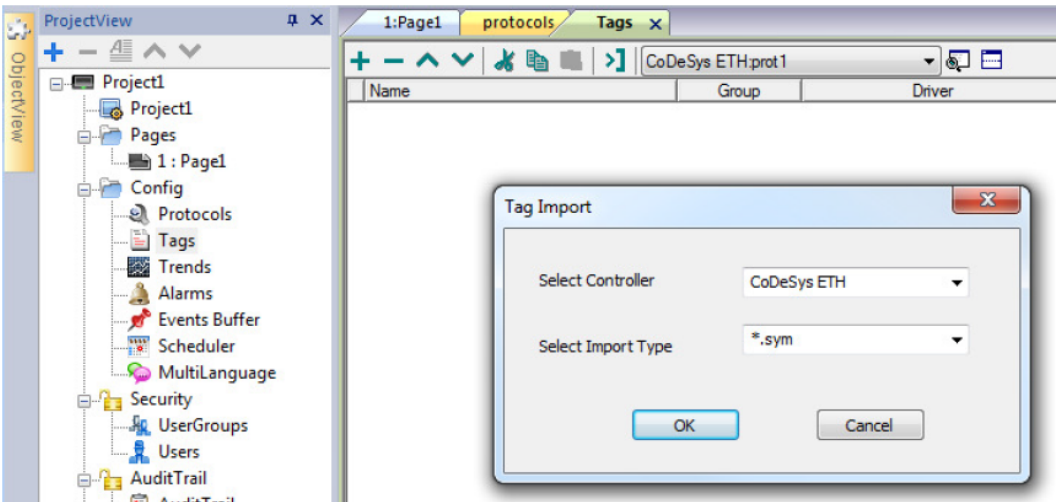 ObjectView
ProjectView
Project1
Project1
Pages
1 : Page1
Config
Protocols
Tags
Trends
Alarms
Events Buffer
Scheduler
MultiLanguage
Security
UserGroups
Users
AuditTrail
AuditTrail
1:Page1 protocols Tags
CoDeSys ETH:prot1
Name Group Driver
Tag Import
Select Controller CoDeSys ETH
Select Import Type *.sym
OK Cancel